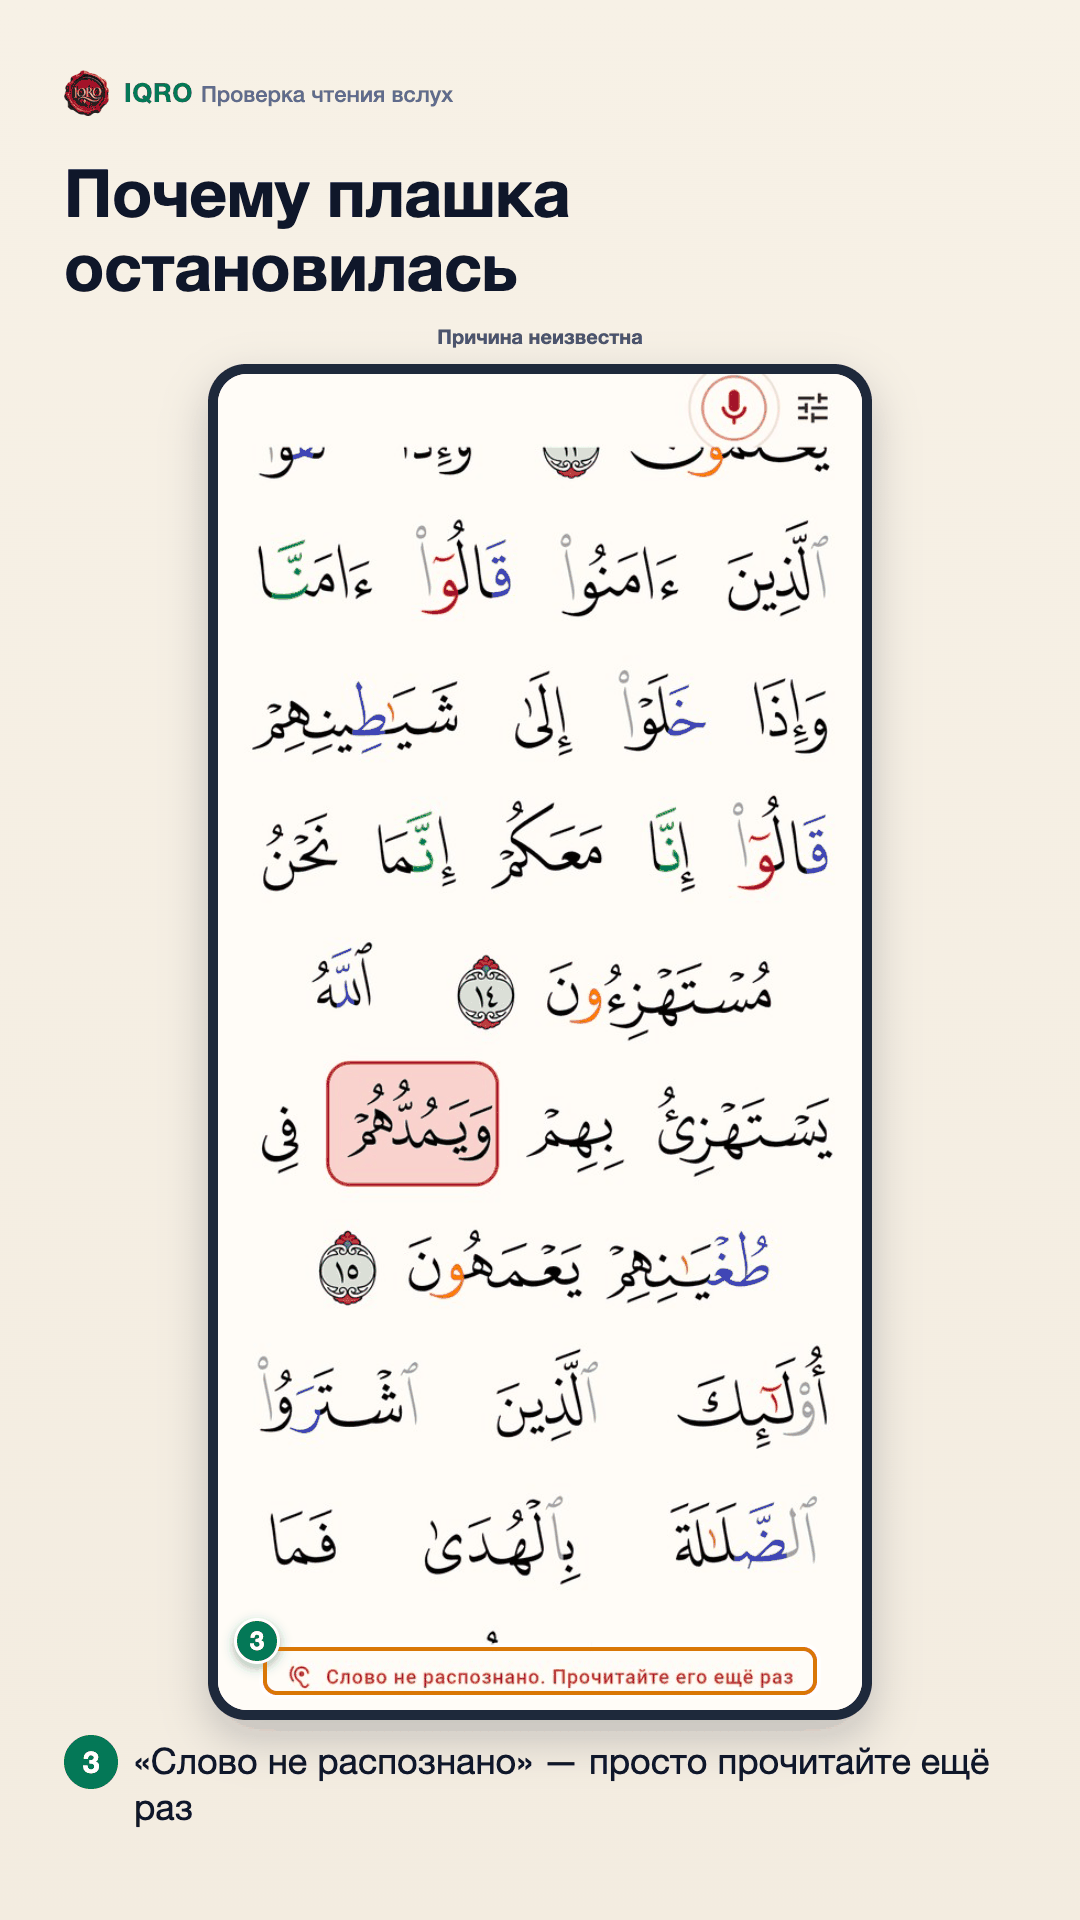 IQRO Проверка чтения вслух
Почему плашка
остановилась
Причина неизвестна
ٱلَّذِينَ ءَامَنُوا۟ قَالُوٓا۟ ءَامَنَّا
وَإِذَا خَلَوْا۟ إِلَىٰ شَيَـٰطِينِهِمْ
قَالُوٓا۟ إِنَّا مَعَكُمْ إِنَّمَا نَحْنُ
مُسْتَهْزِءُونَ ١٤ ٱللَّهُ
يَسْتَهْزِئُ بِهِمْ وَيَمُدُّهُمْ فِى
طُغْيَـٰنِهِمْ يَعْمَهُونَ ١٥
أُو۟لَـٰٓئِكَ ٱلَّذِينَ ٱشْتَرَوُا۟
ٱلضَّلَـٰلَةَ بِٱلْهُدَىٰ فَمَا
3
Слово не распознано. Прочитайте его ещё раз
3 «Слово не распознано» — просто прочитайте ещё
раз